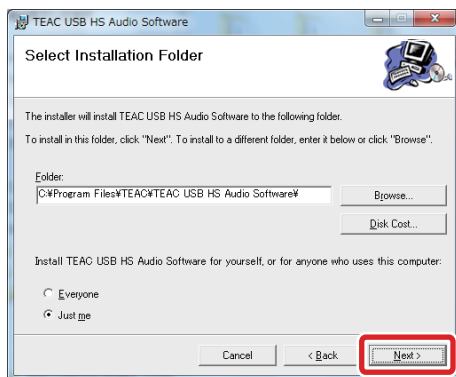 TEAC USB HS Audio Software
Select Installation Folder
The installer will install TEAC USB HS Audio Software to the following folder.
To install in this folder, click "Next". To install to a different folder, enter it below or click "Browse".
Folder:
C:¥Program Files¥TEAC¥TEAC USB HS Audio Software¥
Browse...
Disk Cost...
Install TEAC USB HS Audio Software for yourself, or for anyone who uses this computer:
Everyone
Just me
Cancel
< Back
Next >